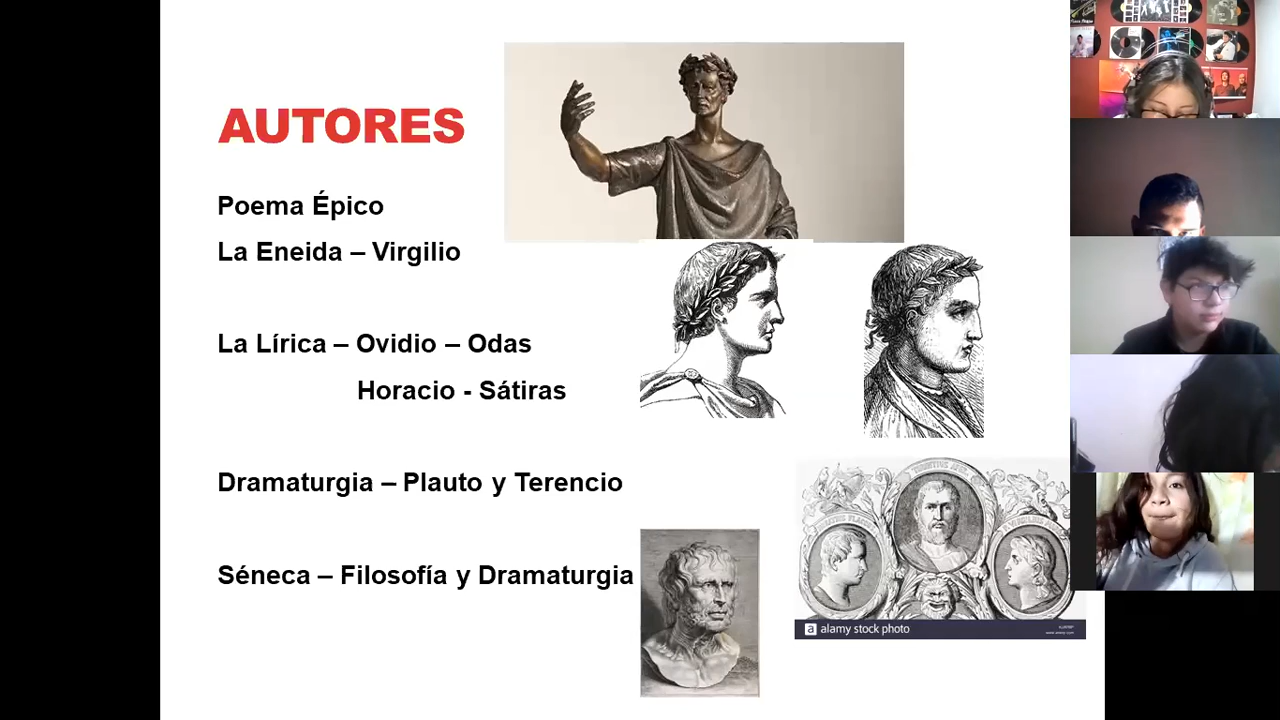 AUTORES
Poema Épico
La Eneida – Virgilio
La Lírica – Ovidio – Odas
Horacio - Sátiras
Dramaturgia – Plauto y Terencio
Séneca – Filosofía y Dramaturgia
a alamy stock photo